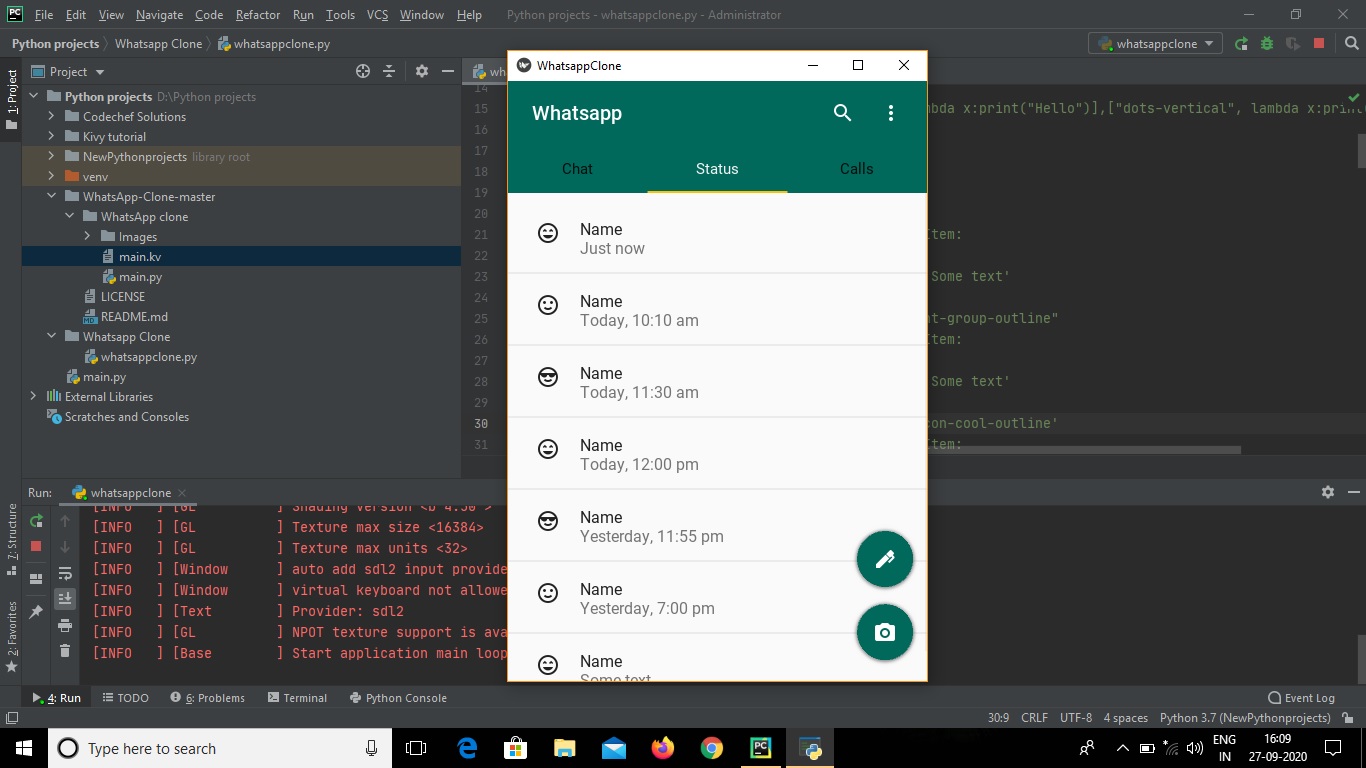 File Edit View Navigate Code Refactor Run Tools VCS Window Help Python projects - whatsappclone.py - Administrator
Python projects Whatsapp Clone whatsappclone.py
whatsappclone
Project
1: Project
Python projects D:\Python projects
Codechef Solutions
Kivy tutorial
NewPythonprojects library root
venv
WhatsApp-Clone-master
WhatsApp clone
Images
main.kv
main.py
LICENSE
README.md
Whatsapp Clone
whatsappclone.py
main.py
External Libraries
Scratches and Consoles
wh
14
15 bda x:print("Hello")],["dots-vertical", lambda x:print(
16
17
18
19
20
21 Item:
22
23 Some text'
24
25 nt-group-outline"
26 Item:
27
28 Some text'
29
30 con-cool-outline'
31 Item:
WhatsappClone
Whatsapp
Chat Status Calls
Name
Just now
Name
Today, 10:10 am
Name
Today, 11:30 am
Name
Today, 12:00 pm
Name
Yesterday, 11:55 pm
Name
Yesterday, 7:00 pm
Name
Some text
Run: whatsappclone
7: Structure
2: Favorites
[INFO ] [GL ] Shading version <b'4.30'>
[INFO ] [GL ] Texture max size <16384>
[INFO ] [GL ] Texture max units <32>
[INFO ] [Window ] auto add sdl2 input provide
[INFO ] [Window ] virtual keyboard not allowe
[INFO ] [Text ] Provider: sdl2
[INFO ] [GL ] NPOT texture support is ava
[INFO ] [Base ] Start application main loop
4: Run TODO 6: Problems Terminal Python Console Event Log
30:9 CRLF UTF-8 4 spaces Python 3.7 (NewPythonprojects)
Type here to search
ENG
IN
16:09
27-09-2020